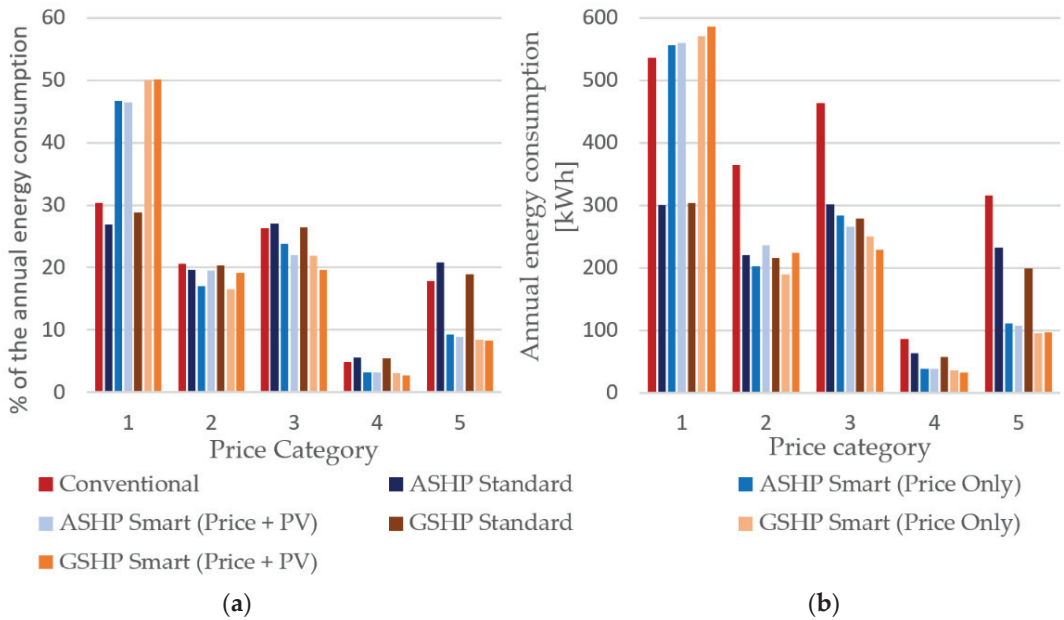 % of the annual energy consumption
60
50
40
30
20
10
0
1 2 3 4 5
Price Category
Annual energy consumption
[kWh]
600
500
400
300
200
100
0
1 2 3 4 5
Price category
Conventional
ASHP Standard
ASHP Smart (Price Only)
ASHP Smart (Price + PV)
GSHP Standard
GSHP Smart (Price Only)
GSHP Smart (Price + PV)
(a)
(b)